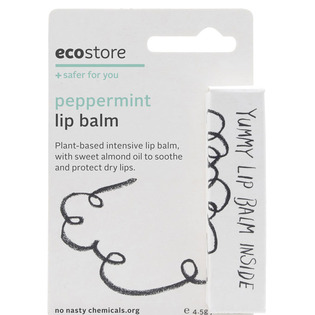 ecostore
+ safer for you
peppermint
lip balm
Plant-based intensive lip balm,
with sweet almond oil to soothe
and protect dry lips.
no nasty chemicals.org
e 4.5g
YUMMY LIP BALM INSIDE